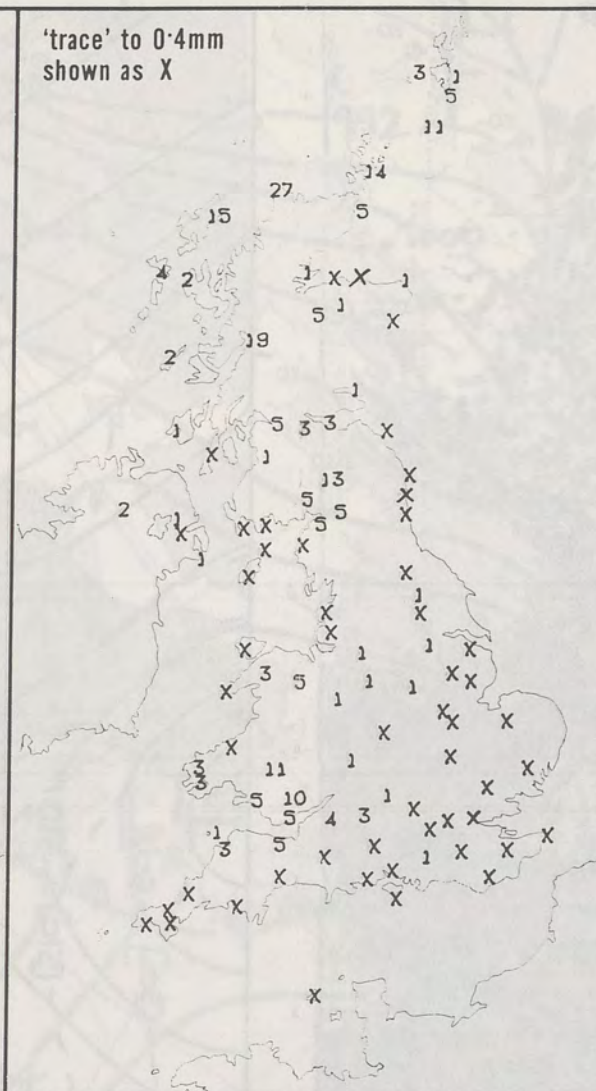 ‘trace’ to 0·4mm
shown as X
3 1
5
11
14
27
5
15
4 2
1 X X 1
5 1
X
19
2
1
5 3 3
1 X
X 1
13
X
5 X
2 5
1 X
X X X 5
X X
1
X X
1
X X
X
X 1 1 X
3 5 1 1 X X
X 1
X X X
X X
X
3 11 1 X
3 X
5 10 1 X
5 4 3 X X
1 X
3 5 X X X
X 1 X X
X X X X
X X X
X X
X
X